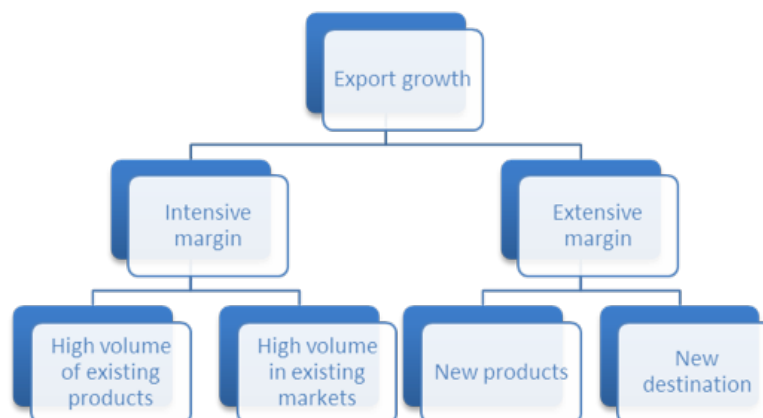 Export growth
Intensive
margin
Extensive
margin
High volume
of existing
products
High volume
in existing
markets
New products
New
destination